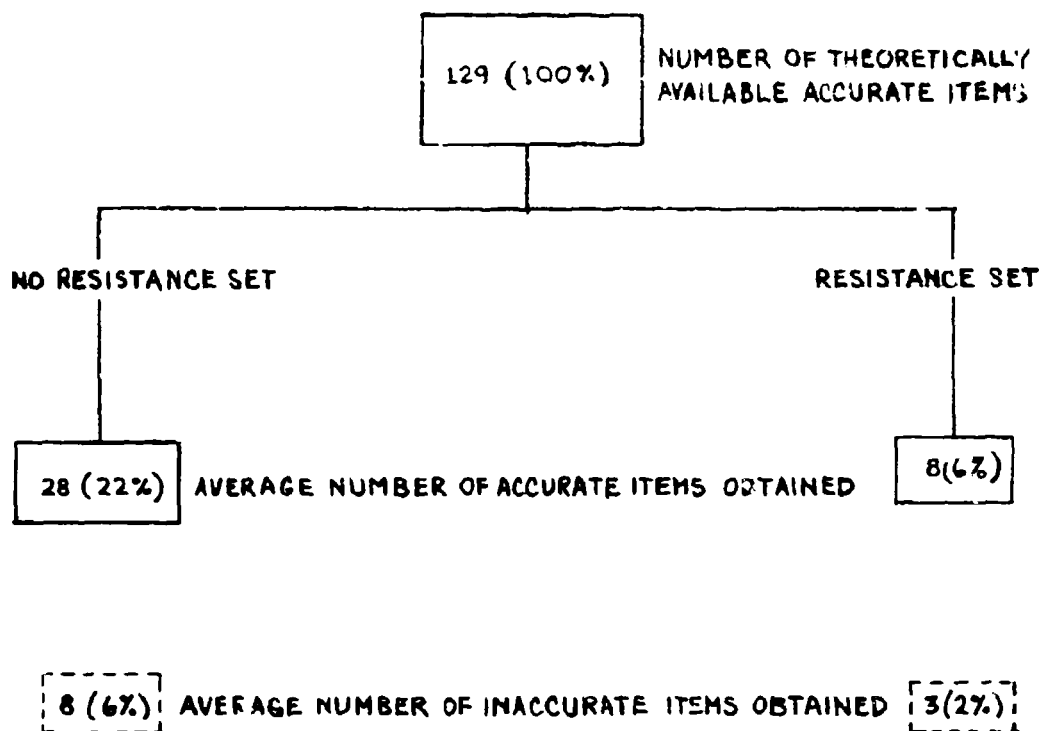 129 (100%)
NUMBER OF THEORETICALLY
AVAILABLE ACCURATE ITEMS
NO RESISTANCE SET
RESISTANCE SET
28 (22%)
AVERAGE NUMBER OF ACCURATE ITEMS OBTAINED
8(6%)
8 (6%)
AVERAGE NUMBER OF INACCURATE ITEMS OBTAINED
3(2%)